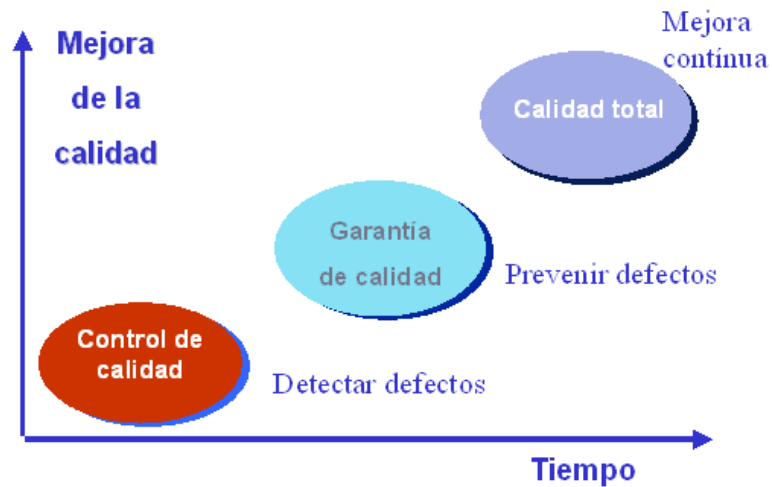 Mejora
de la
calidad
Mejora
contínua
Calidad total
Garantía
de calidad
Prevenir defectos
Control de
calidad
Detectar defectos
Tiempo